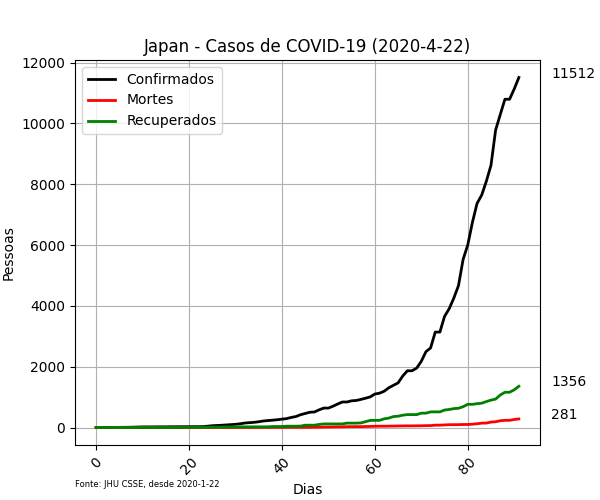 Japan - Casos de COVID-19 (2020-4-22)
12000
10000
8000
6000
4000
2000
0
Pessoas
Confirmados
Mortes
Recuperados
11512
1356
281
0
20
40
60
80
Fonte: JHU CSSE, desde 2020-1-22
Dias